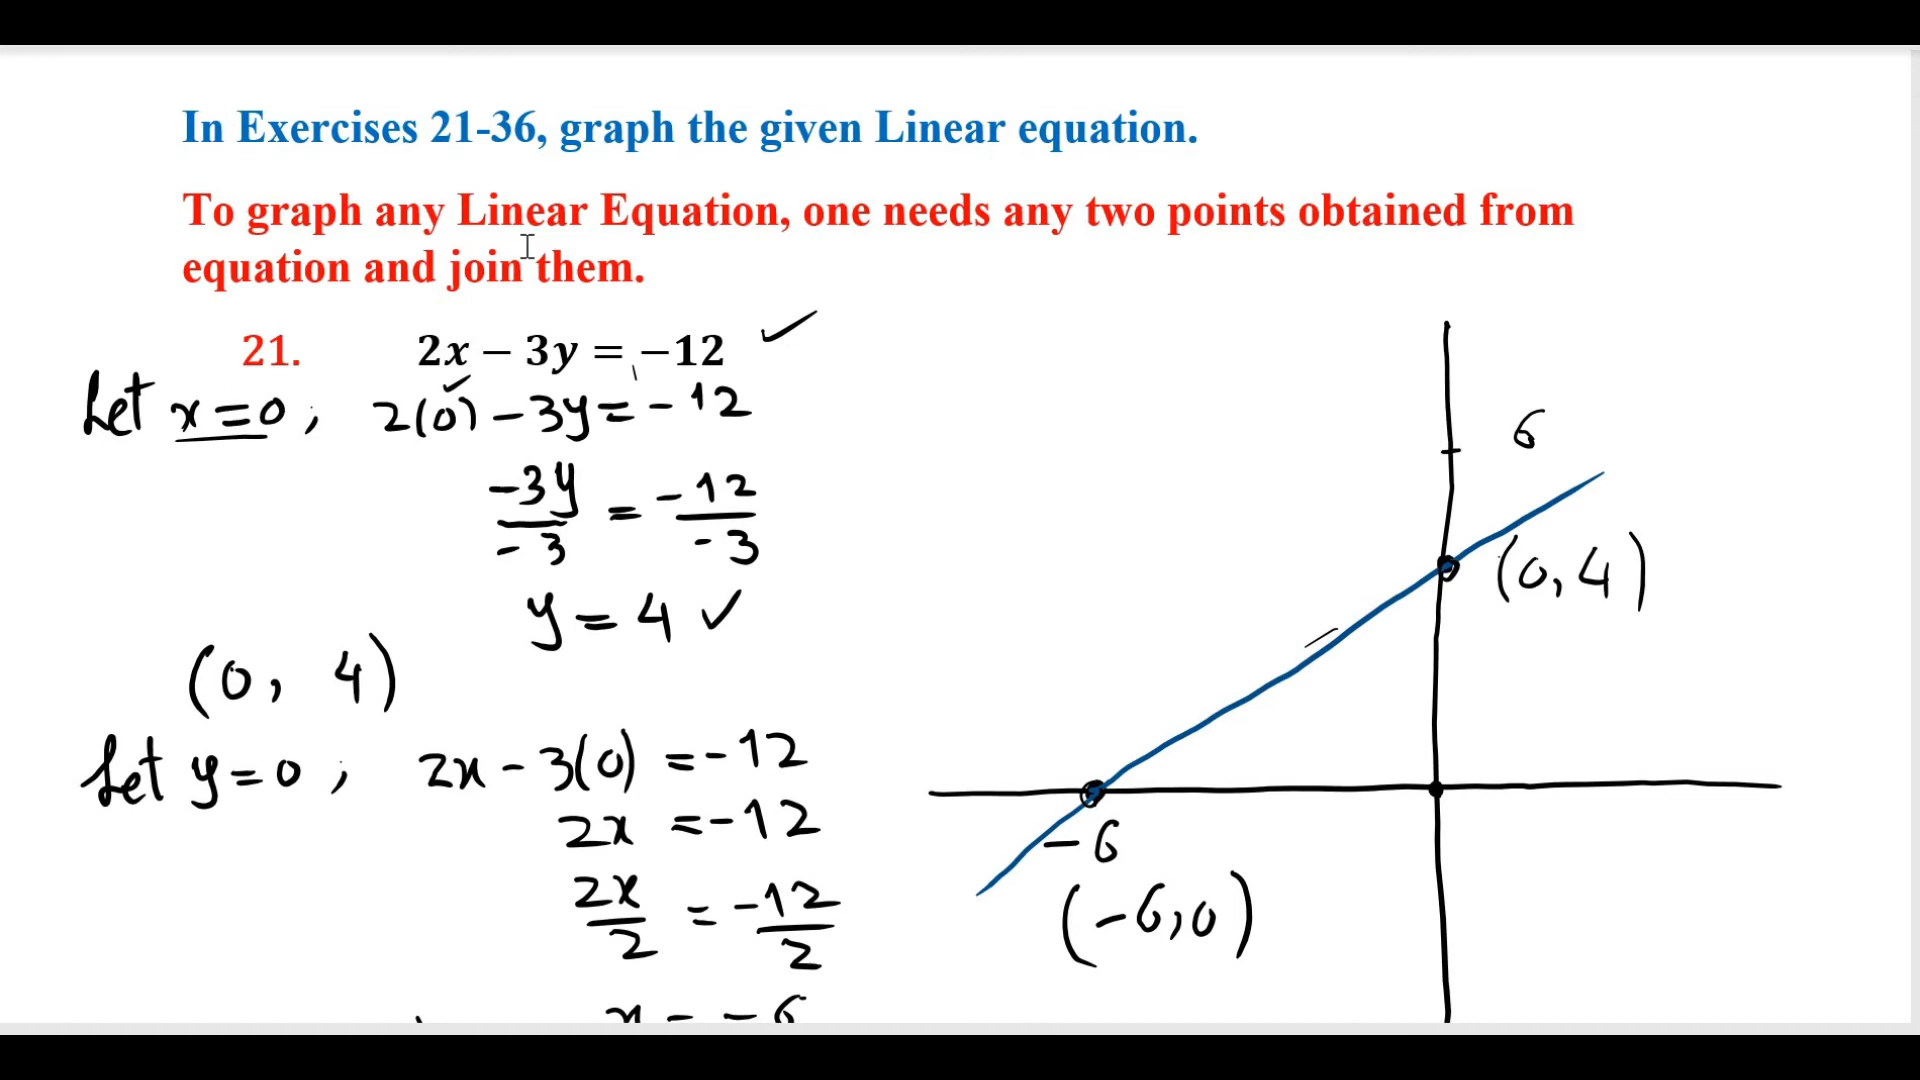 In Exercises 21-36, graph the given Linear equation.
To graph any Linear Equation, one needs any two points obtained from
equation and join them.
21. 2x − 3y = −12 ✓
Let x=0, 2(0) -3y = -12
-3y/-3 = -12/-3
y = 4 ✓
(0, 4)
Let y=0, 2x - 3(0) = -12
2x = -12
2x/2 = -12/2
x = -6
6
(0,4)
-6
(-6,0)